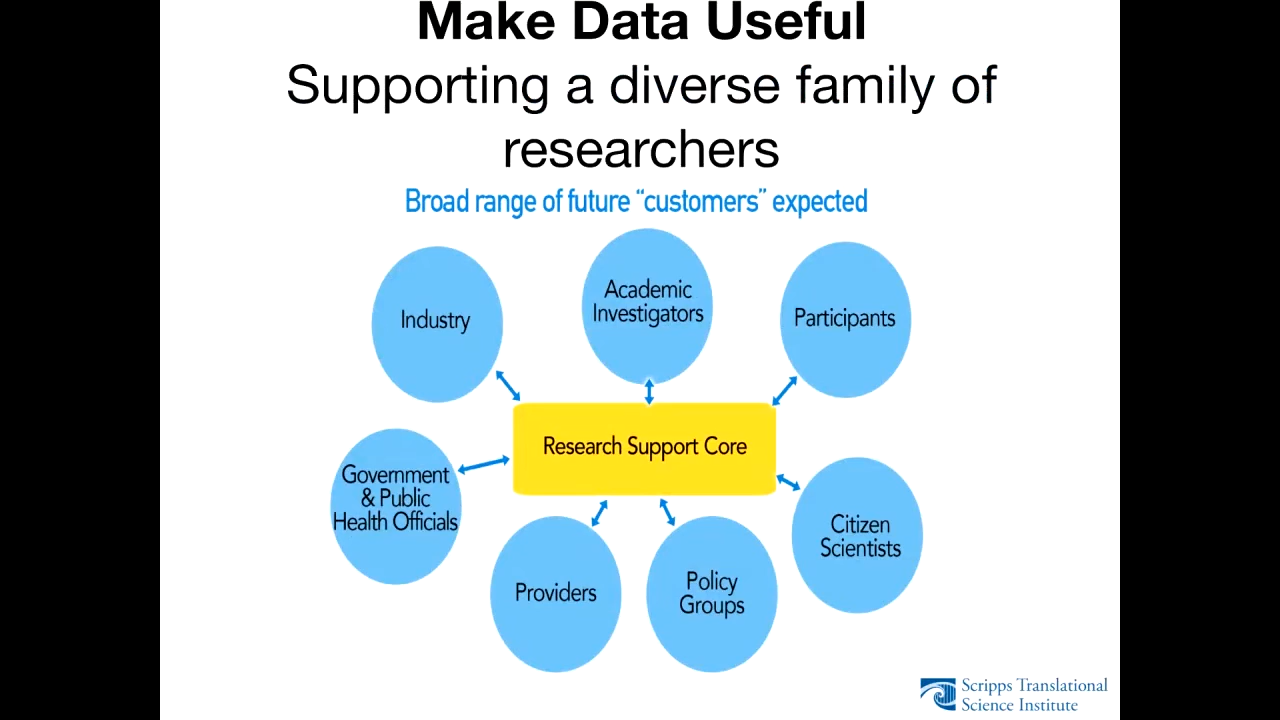 Make Data Useful
Supporting a diverse family of
researchers
Broad range of future “customers” expected
Industry
Academic
Investigators
Participants
Research Support Core
Government
& Public
Health Officials
Citizen
Scientists
Providers
Policy
Groups
Scripps Translational
Science Institute